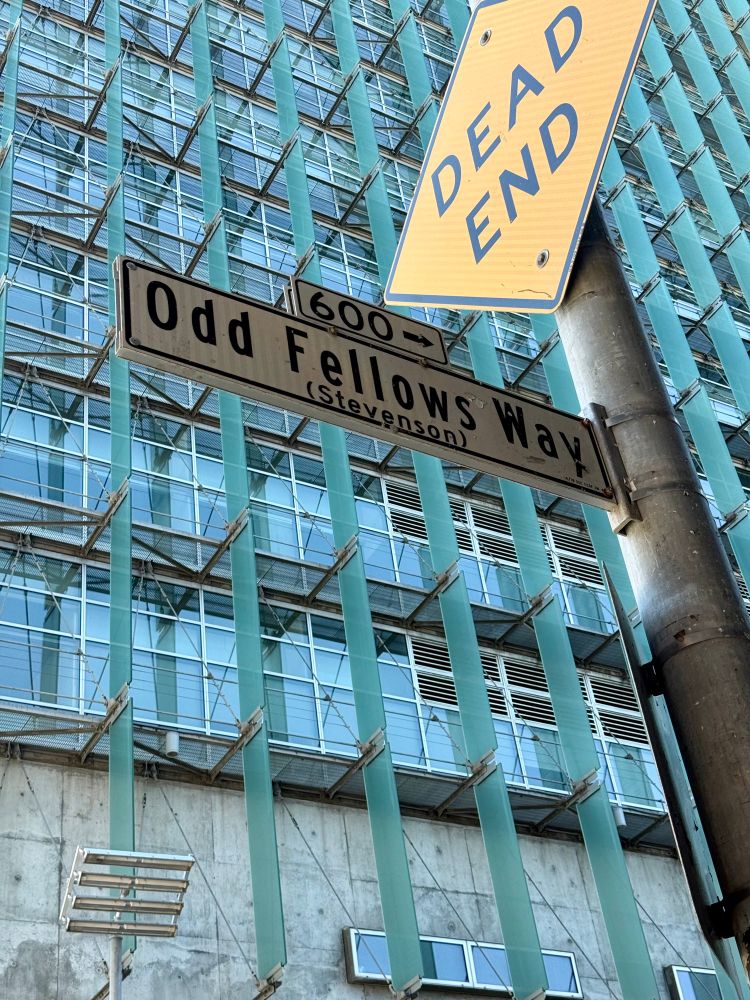 DEAD
END
600 →
Odd Fellows Way
(Stevenson)